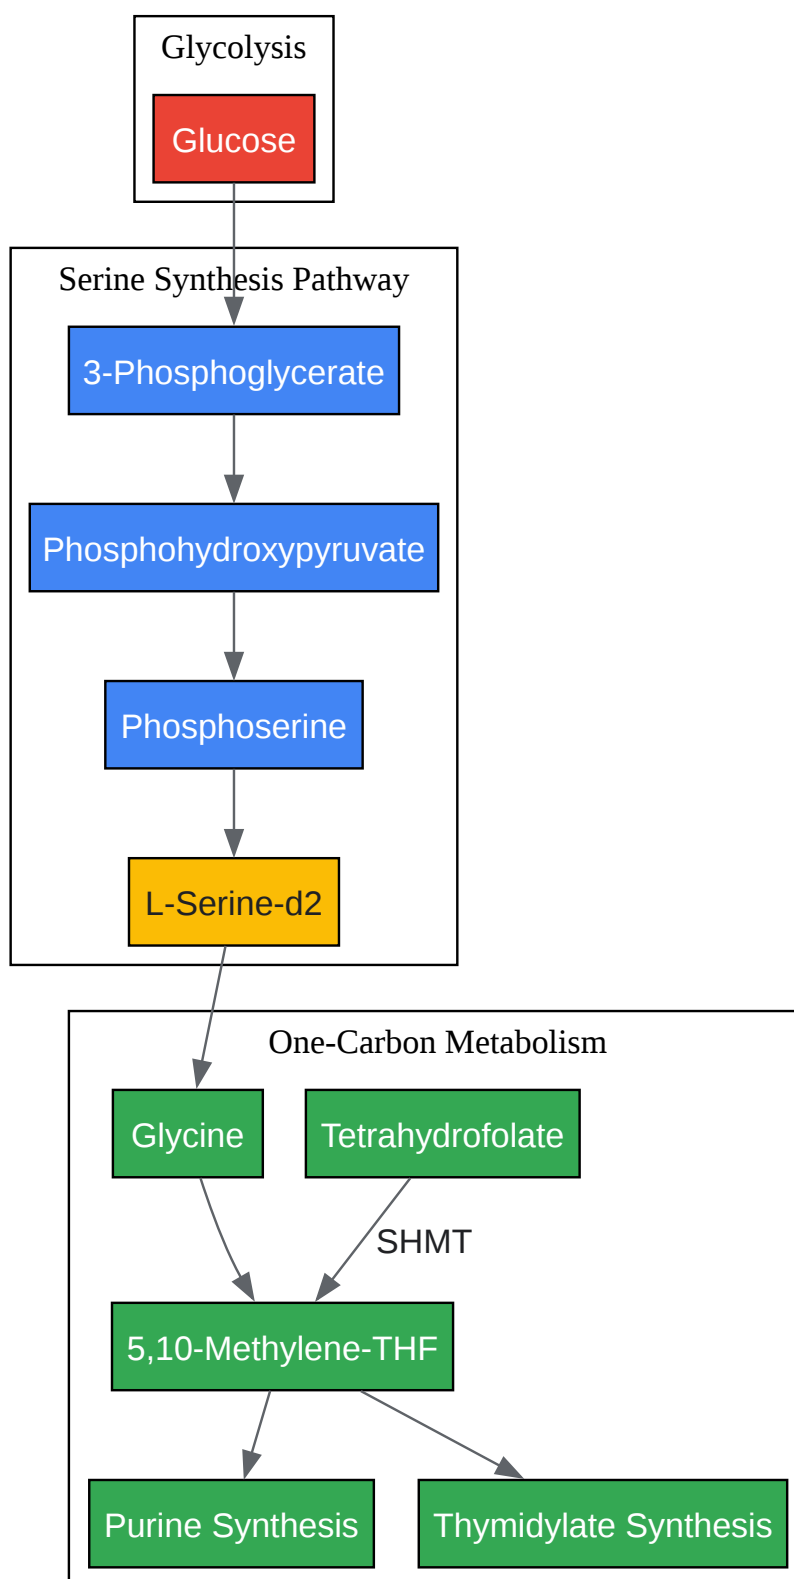 Glycolysis
Glucose
Serine Synthesis Pathway
3-Phosphoglycerate
Phosphohydroxypyruvate
Phosphoserine
L-Serine-d2
One-Carbon Metabolism
Glycine
Tetrahydrofolate
SHMT
5,10-Methylene-THF
Purine Synthesis
Thymidylate Synthesis